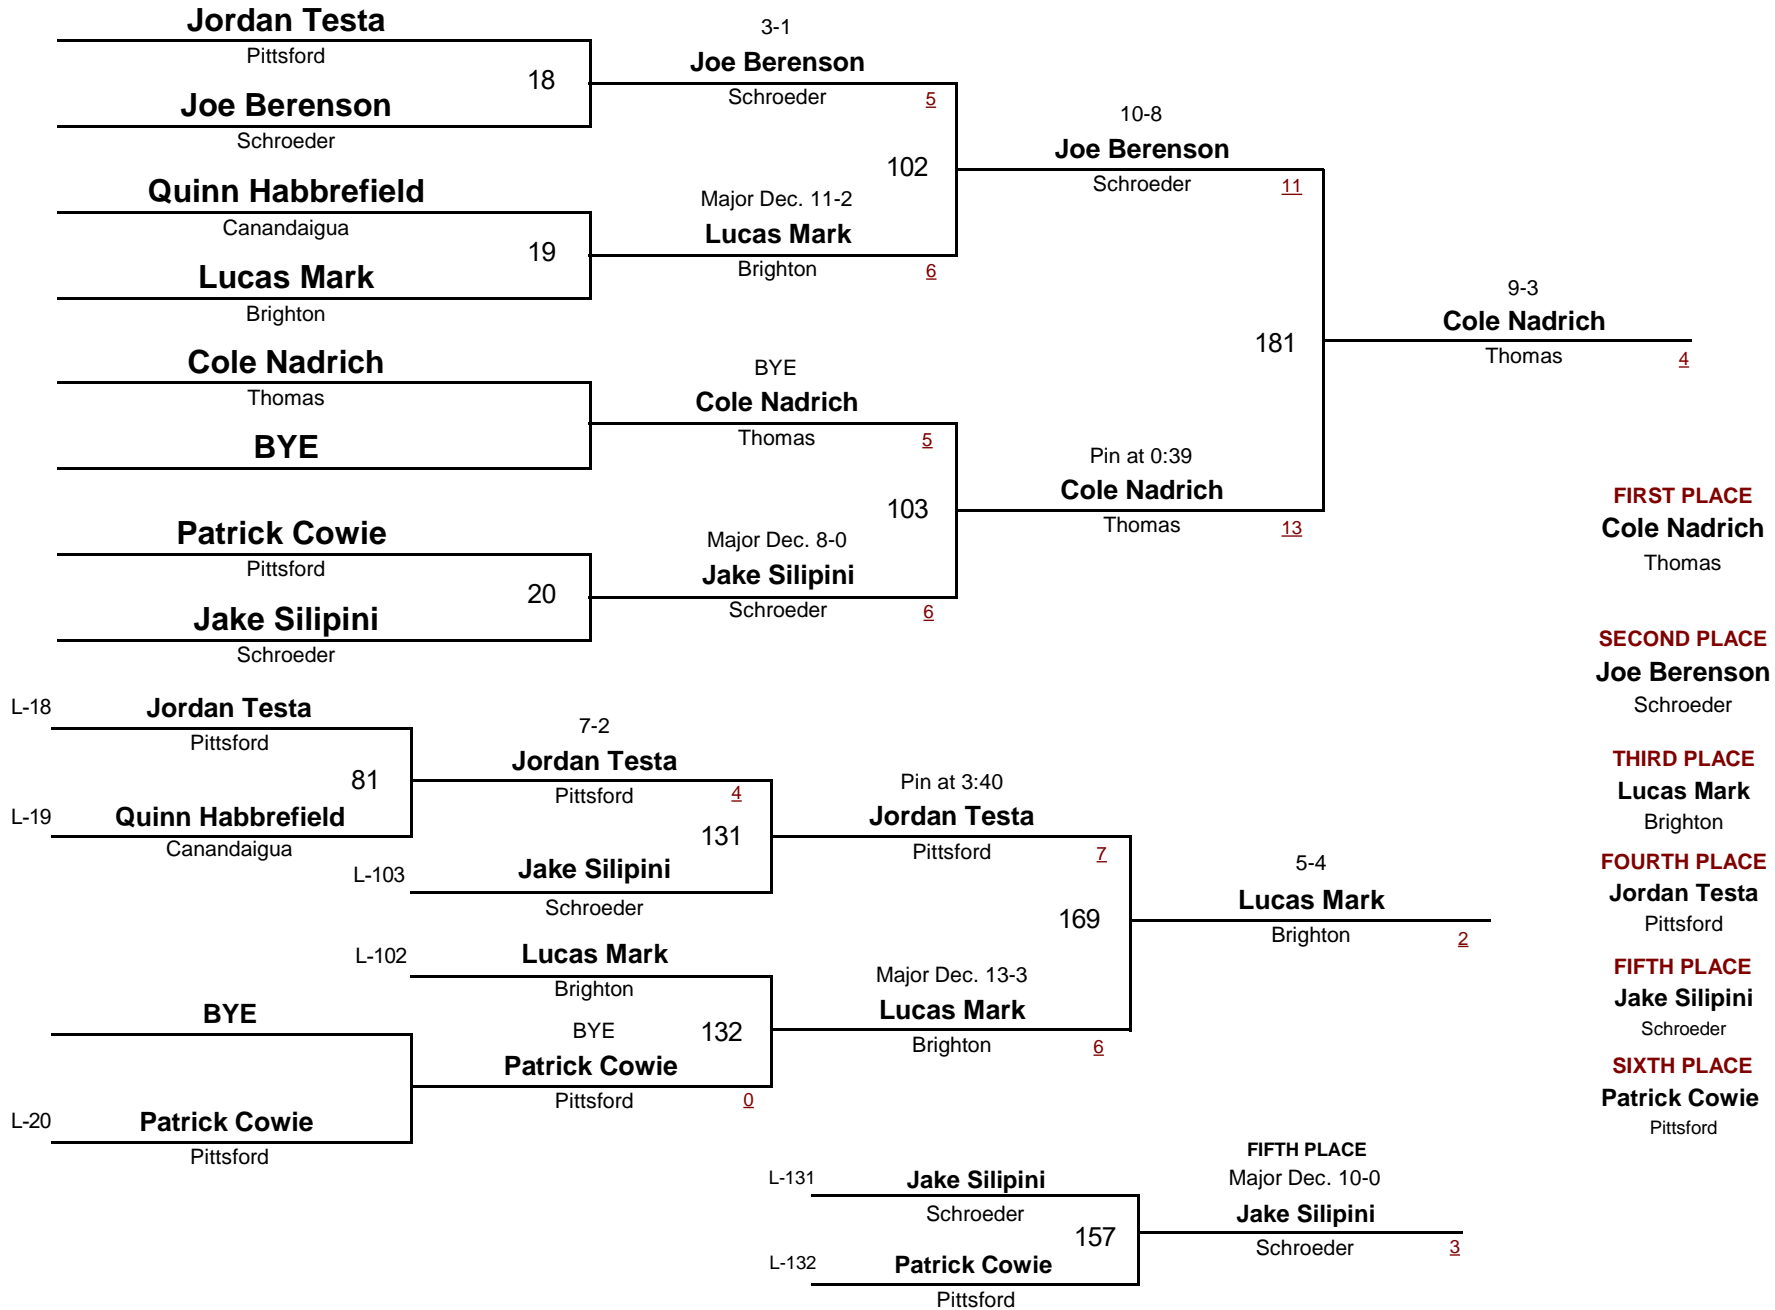 Jordan Testa
Pittsford
18
Joe Berenson
Schroeder
3-1
Joe Berenson
Schroeder
5
Quinn Habbrefield
Canandaigua
19
Lucas Mark
Brighton
Major Dec. 11-2
Lucas Mark
Brighton
6
102
10-8
Joe Berenson
Schroeder
11
Cole Nadrich
Thomas
BYE
BYE
Cole Nadrich
Thomas
5
Patrick Cowie
Pittsford
20
Jake Silipini
Schroeder
Major Dec. 8-0
Jake Silipini
Schroeder
6
103
Pin at 0:39
Cole Nadrich
Thomas
13
181
9-3
Cole Nadrich
Thomas
4
FIRST PLACE
Cole Nadrich
Thomas
SECOND PLACE
Joe Berenson
Schroeder
THIRD PLACE
Lucas Mark
Brighton
FOURTH PLACE
Jordan Testa
Pittsford
FIFTH PLACE
Jake Silipini
Schroeder
SIXTH PLACE
Patrick Cowie
Pittsford
L-18
Jordan Testa
Pittsford
81
L-19
Quinn Habbrefield
Canandaigua
7-2
Jordan Testa
Pittsford
4
131
L-103
Jake Silipini
Schroeder
Pin at 3:40
Jordan Testa
Pittsford
7
L-102
Lucas Mark
Brighton
BYE
132
BYE
Patrick Cowie
Pittsford
0
L-20
Patrick Cowie
Pittsford
Major Dec. 13-3
Lucas Mark
Brighton
6
169
5-4
Lucas Mark
Brighton
2
L-131
Jake Silipini
Schroeder
157
L-132
Patrick Cowie
Pittsford
FIFTH PLACE
Major Dec. 10-0
Jake Silipini
Schroeder
3